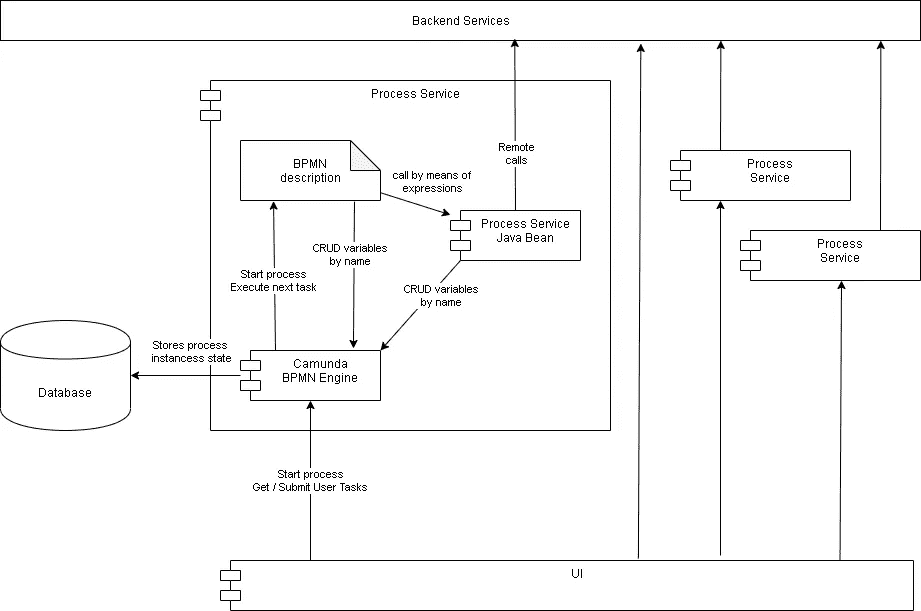 Backend Services
Process Service
BPMN
description
call by means of
expressions
Remote
calls
Process Service
Java Bean
Process
Service
Process
Service
CRUD variables
by name
Start process
Execute next task
CRUD variables
by name
Stores process
instancess state
Camunda
BPMN Engine
Database
Start process
Get / Submit User Tasks
UI